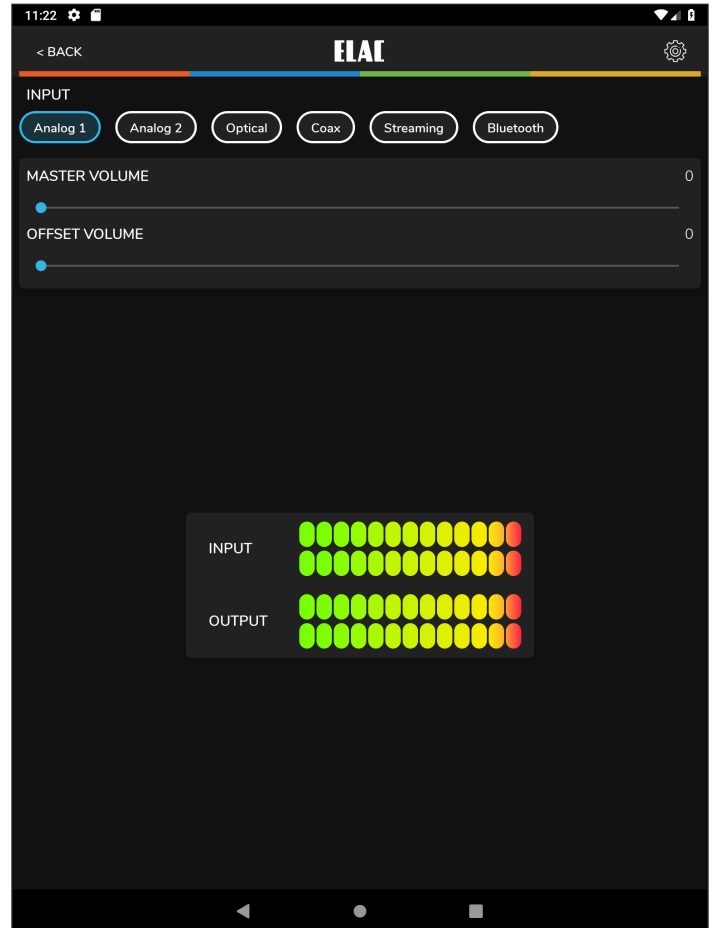 11:22
< BACK
ELAC
INPUT
Analog 1 Analog 2 Optical Coax Streaming Bluetooth
MASTER VOLUME 0
OFFSET VOLUME 0
INPUT
OUTPUT